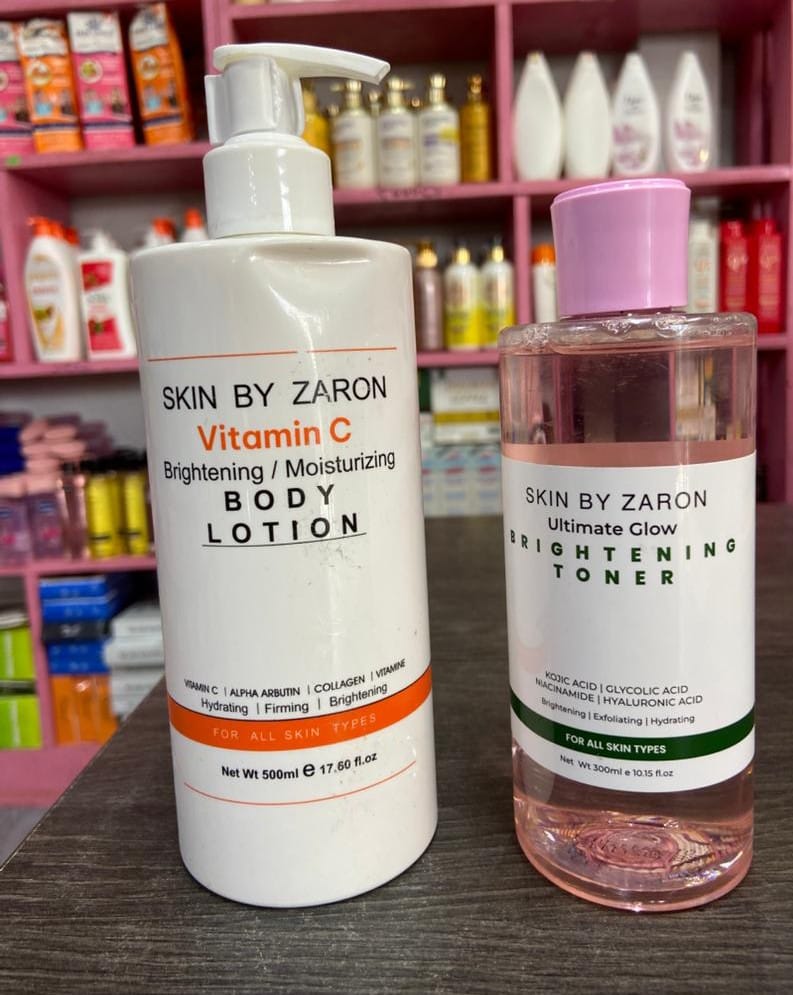 SKIN BY ZARON
Vitamin C
Brightening / Moisturizing
BODY
LOTION
VITAMIN C | ALPHA ARBUTIN | COLLAGEN | VITAMINE
Hydrating | Firming | Brightening
FOR ALL SKIN TYPES
Net Wt 500ml e 17.60 fl.oz
SKIN BY ZARON
Ultimate Glow
BRIGHTENING
TONER
KOJIC ACID | GLYCOLIC ACID
NIACINAMIDE | HYALURONIC ACID
Brightening | Exfoliating | Hydrating
FOR ALL SKIN TYPES
Net Wt 300ml e 10.15 fl.oz